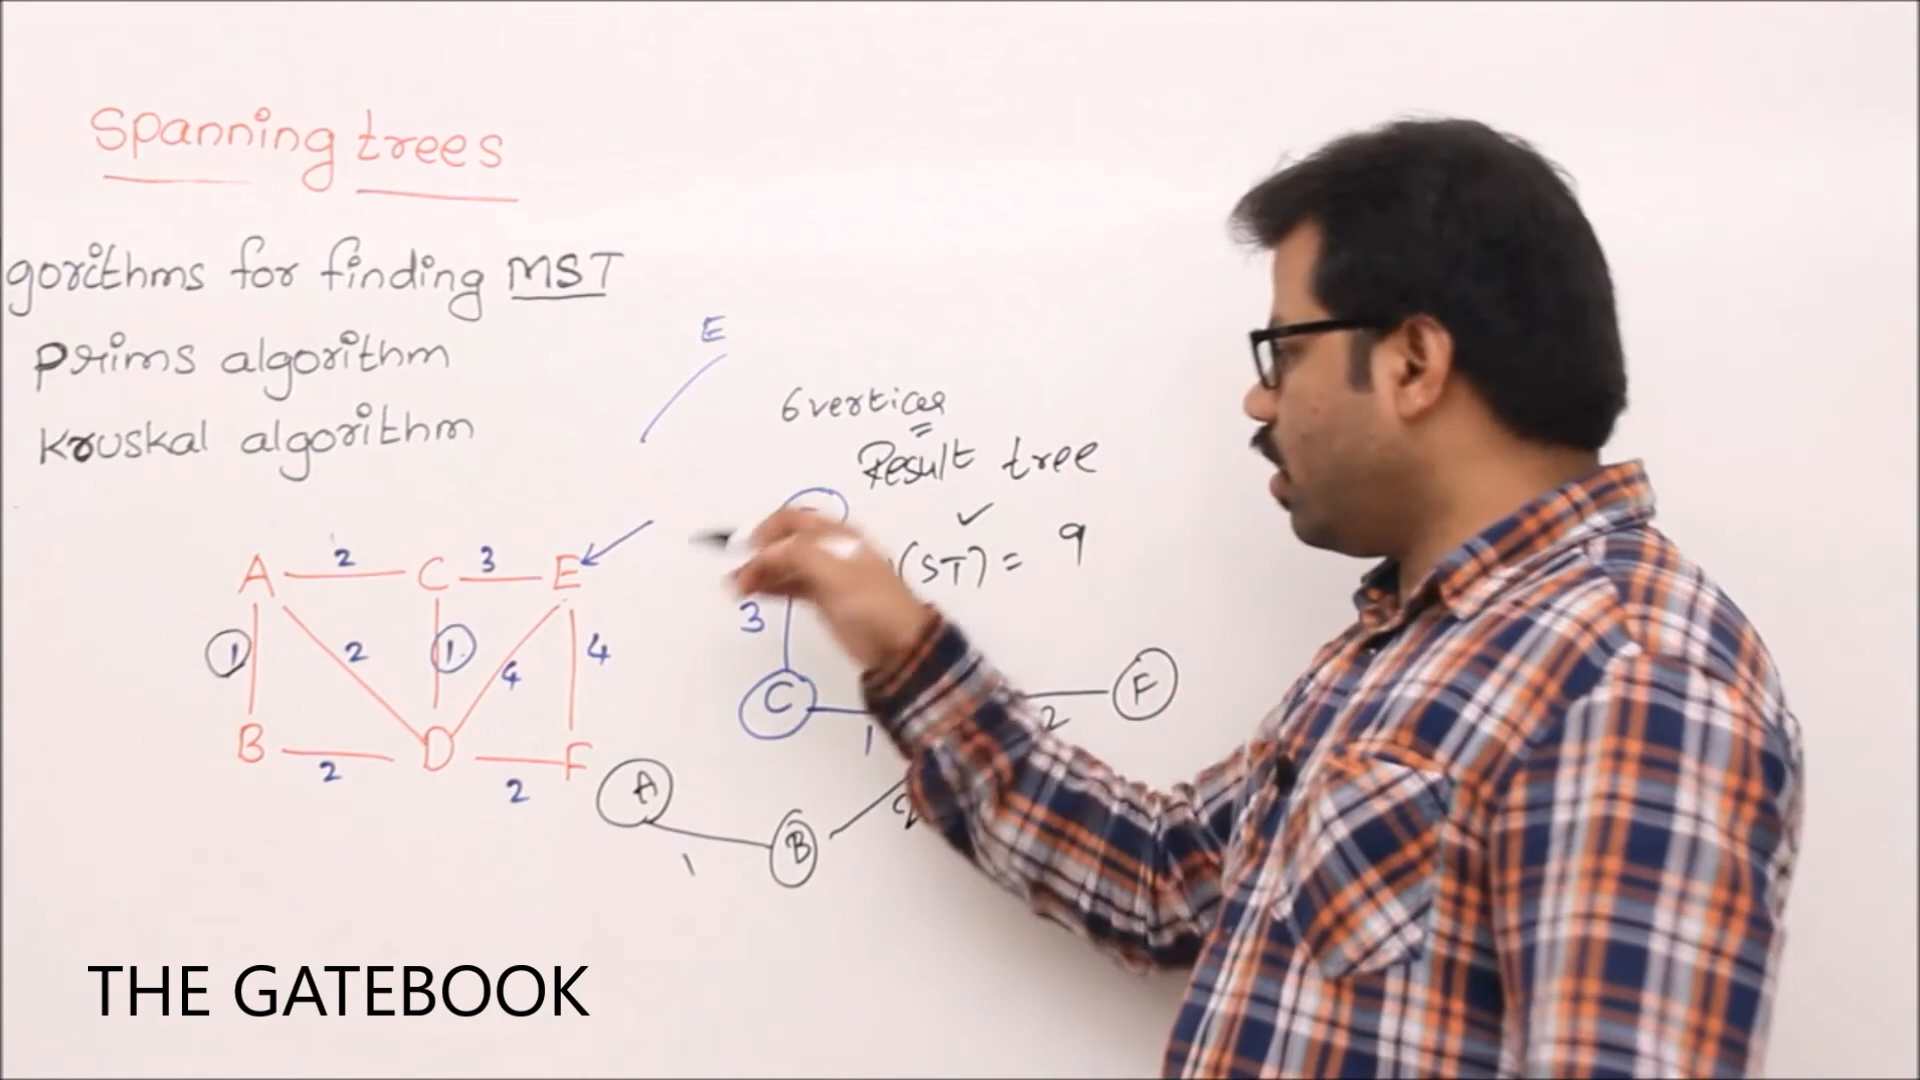 Spanning trees
gorithms for finding MST
Prims algorithm
Kruskal algorithm
E
6 vertices
=
Result tree
✓
(ST) = 9
A 2 C 3 E
1 2 1 4 4
B 2 D 2 F
3
C 1 2 F
A 1 B 2
THE GATEBOOK